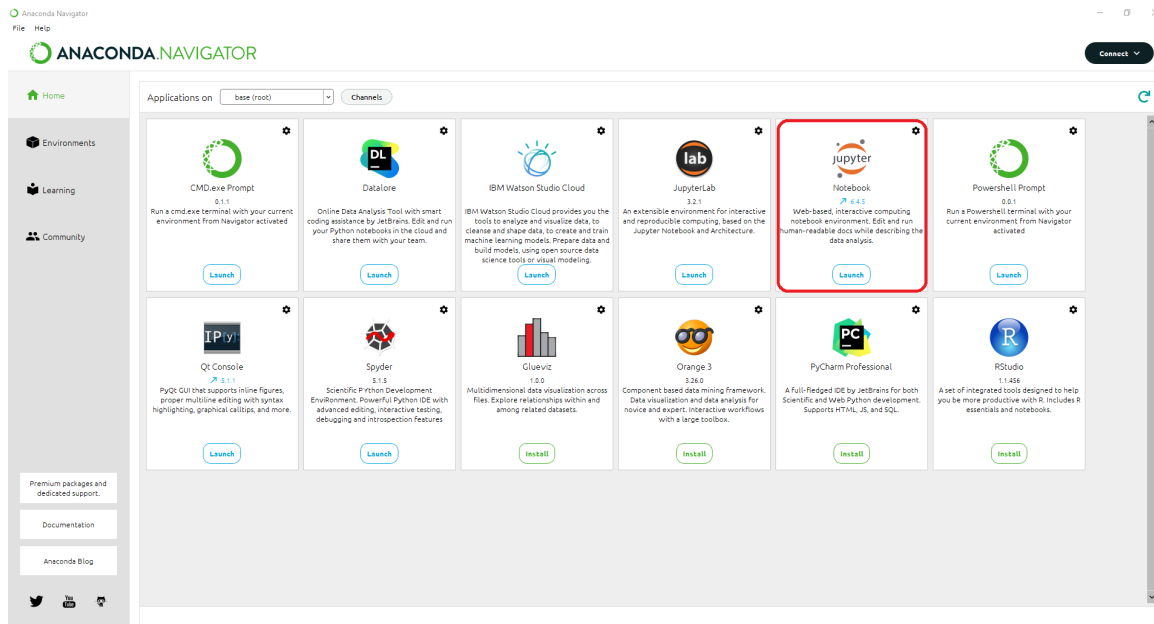 Anaconda Navigator
File Help
ANACONDA.NAVIGATOR
Connect
Home
Environments
Learning
Community
Applications on base (root) Channels
CMD.exe Prompt
0.1.1
Run a cmd.exe terminal with your current
environment from Navigator activated
Launch
DL
Datalore
Online Data Analysis Tool with smart
coding assistance by JetBrains. Edit and run
your Python notebooks in the cloud and
share them with your team.
Launch
IBM Watson Studio Cloud
IBM Watson Studio Cloud provides you the
tools to analyze and visualize data, to
cleanse and shape data, to create and train
machine learning models. Prepare data and
build models, using open source data
science tools or visual modeling.
Launch
lab
JupyterLab
3.2.1
An extensible environment for interactive
and reproducible computing, based on the
Jupyter Notebook and Architecture.
Launch
jupyter
Notebook
6.4.5
Web-based, interactive computing
notebook environment. Edit and run
human-readable docs while describing the
data analysis.
Launch
Powershell Prompt
0.0.1
Run a Powershell terminal with your
current environment from Navigator
activated
Launch
IP[y]:
Qt Console
5.1.1
PyQt GUI that supports inline figures,
proper multiline editing with syntax
highlighting, graphical calltips, and more.
Launch
Spyder
5.1.5
Scientific PYthon Development
EnviRonment. Powerful Python IDE with
advanced editing, interactive testing,
debugging and introspection features
Launch
Glueviz
1.0.0
Multidimensional data visualization across
files. Explore relationships within and
among related datasets.
Install
Orange 3
3.26.0
Component based data mining framework.
Data visualization and data analysis for
novice and expert. Interactive workflows
with a large toolbox.
Install
PC
PyCharm Professional
A full-fledged IDE by JetBrains for both
Scientific and Web Python development.
Supports HTML, JS, and SQL.
Install
R
RStudio
1.1.456
A set of integrated tools designed to help
you be more productive with R. Includes R
essentials and notebooks.
Install
Premium packages and
dedicated support.
Documentation
Anaconda Blog
You
Tube